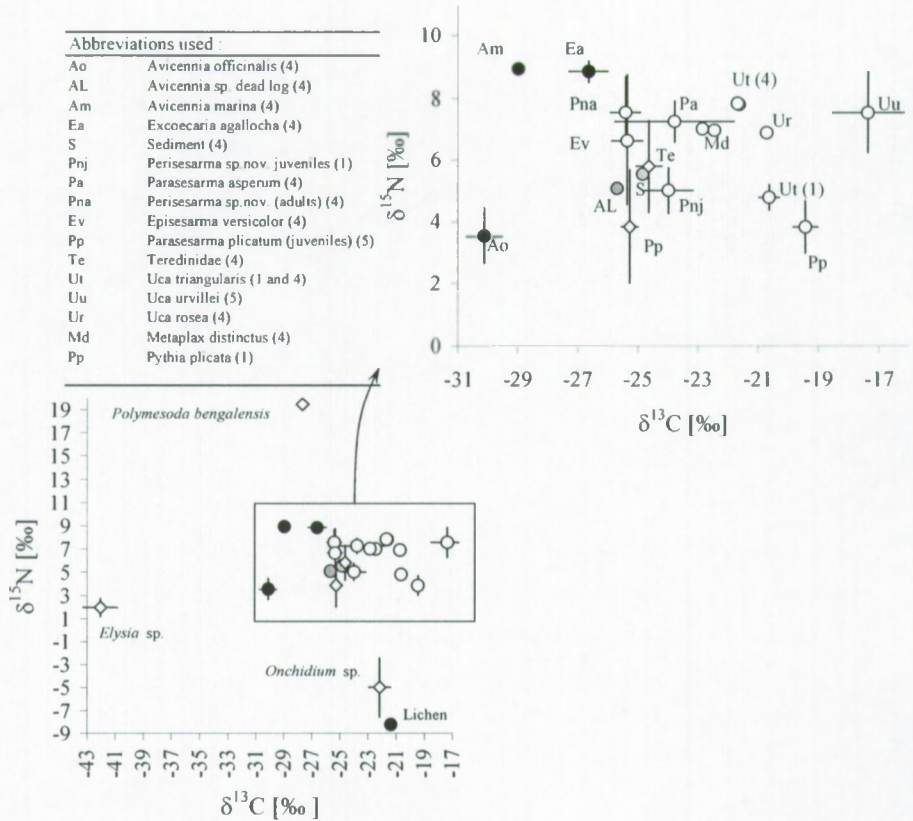 Abbreviations used :
Ao Avicennia officinalis (4)
AL Avicennia sp. dead log (4)
Am Avicennia marina (4)
Ea Excoecaria agallocha (4)
S Sediment (4)
Pnj Perisesarma sp.nov. juveniles (1)
Pa Parasesarma asperum (4)
Pna Perisesarma sp.nov. (adults) (4)
Ev Episesarma versicolor (4)
Pp Parasesarma plicatum (juveniles) (5)
Te Teredinidae (4)
Ut Uca triangularis (1 and 4)
Uu Uca urvillei (5)
Ur Uca rosea (4)
Md Metaplax distinctus (4)
Pp Pythia plicata (1)
10
8
6
4
2
0
δ15N [‰]
Am
Ea
Ut (4)
Pna
Pa
Uu
Ur
Ev
Md
Te
S
Ut (1)
AL
Pnj
Ao
Pp
Pp
-31 -29 -27 -25 -23 -21 -19 -17
δ13C [‰]
19
17
15
13
11
9
7
5
3
1
-1
-3
-5
-7
-9
δ15N [‰]
Polymesoda bengalensis
Elysia sp.
Onchidium sp.
Lichen
-43 -41 -39 -37 -35 -33 -31 -29 -27 -25 -23 -21 -19 -17
δ13C [‰ ]